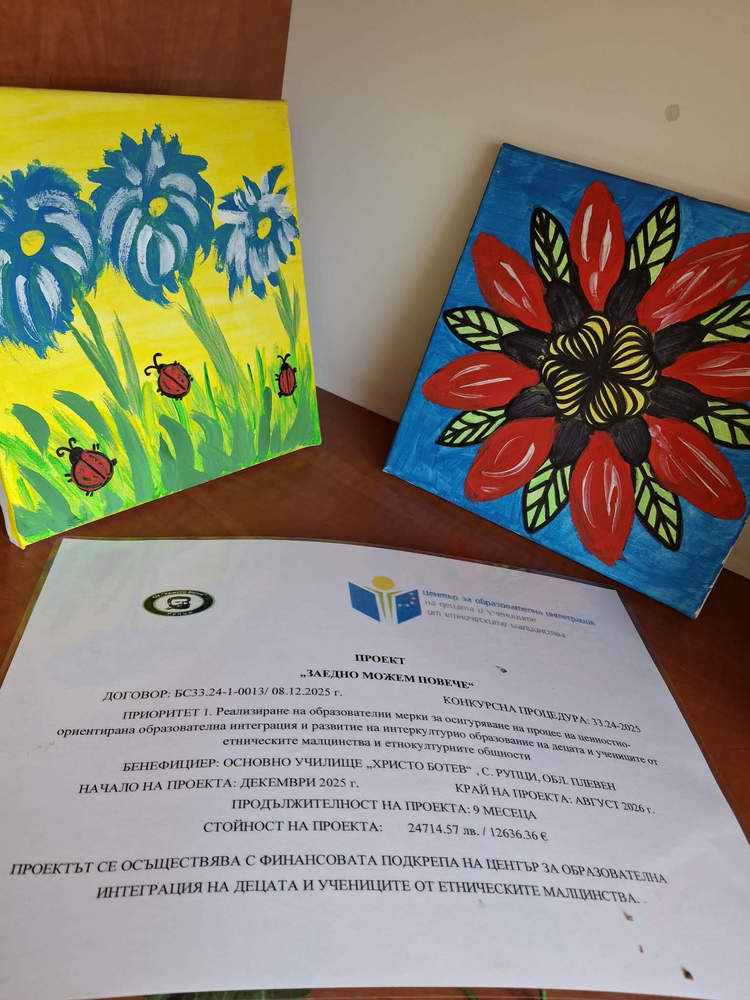 ОУ "Христо Ботев"
Рупци
Център за образователна интеграция
на децата и учениците
от етническите малцинства
ПРОЕКТ
„ЗАЕДНО МОЖЕМ ПОВЕЧЕ“
ДОГОВОР: БС33.24-1-0013/ 08.12.2025 г. КОНКУРСНА ПРОЦЕДУРА: 33.24-2025
ПРИОРИТЕТ 1. Реализиране на образователни мерки за осигуряване на процес на ценностно-
ориентирана образователна интеграция и развитие на интеркултурно образование на децата и учениците от
етническите малцинства и етнокултурните общности
БЕНЕФИЦИЕР: ОСНОВНО УЧИЛИЩЕ „ХРИСТО БОТЕВ“ , С. РУПЦИ, ОБЛ. ПЛЕВЕН
НАЧАЛО НА ПРОЕКТА: ДЕКЕМВРИ 2025 г. КРАЙ НА ПРОЕКТА: АВГУСТ 2026 г.
ПРОДЪЛЖИТЕЛНОСТ НА ПРОЕКТА: 9 МЕСЕЦА
СТОЙНОСТ НА ПРОЕКТА: 24714.57 лв. / 12636.36 €
ПРОЕКТЪТ СЕ ОСЪЩЕСТВЯВА С ФИНАНСОВАТА ПОДКРЕПА НА ЦЕНТЪР ЗА ОБРАЗОВАТЕЛНА
ИНТЕГРАЦИЯ НА ДЕЦАТА И УЧЕНИЦИТЕ ОТ ЕТНИЧЕСКИТЕ МАЛЦИНСТВА.